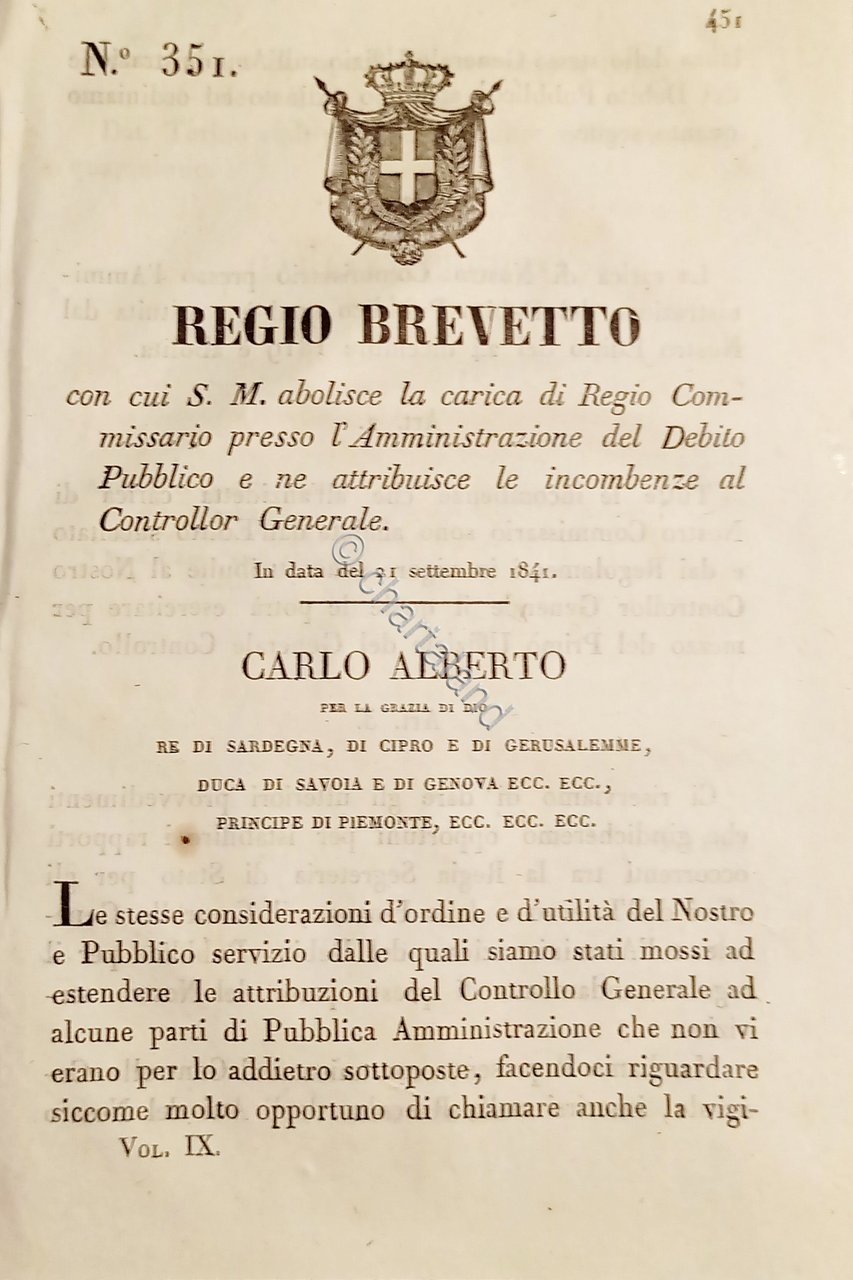 451
N.º 351.
REGIO BREVETTO
con cui S. M. abolisce la carica di Regio Com-
missario presso l'Amministrazione del Debito
Pubblico e ne attribuisce le incombenze al
Controllor Generale.
In data del 21 settembre 1841.
CARLO ALBERTO
PER LA GRAZIA DI DIO
RE DI SARDEGNA, DI CIPRO E DI GERUSALEMME,
DUCA DI SAVOIA E DI GENOVA ECC. ECC.,
PRINCIPE DI PIEMONTE, ECC. ECC. ECC.
Le stesse considerazioni d'ordine e d'utilità del Nostro
e Pubblico servizio dalle quali siamo stati mossi ad
estendere le attribuzioni del Controllo Generale ad
alcune parti di Pubblica Amministrazione che non vi
erano per lo addietro sottoposte, facendoci riguardare
siccome molto opportuno di chiamare anche la vigi-
VOL. IX.
© chartaland